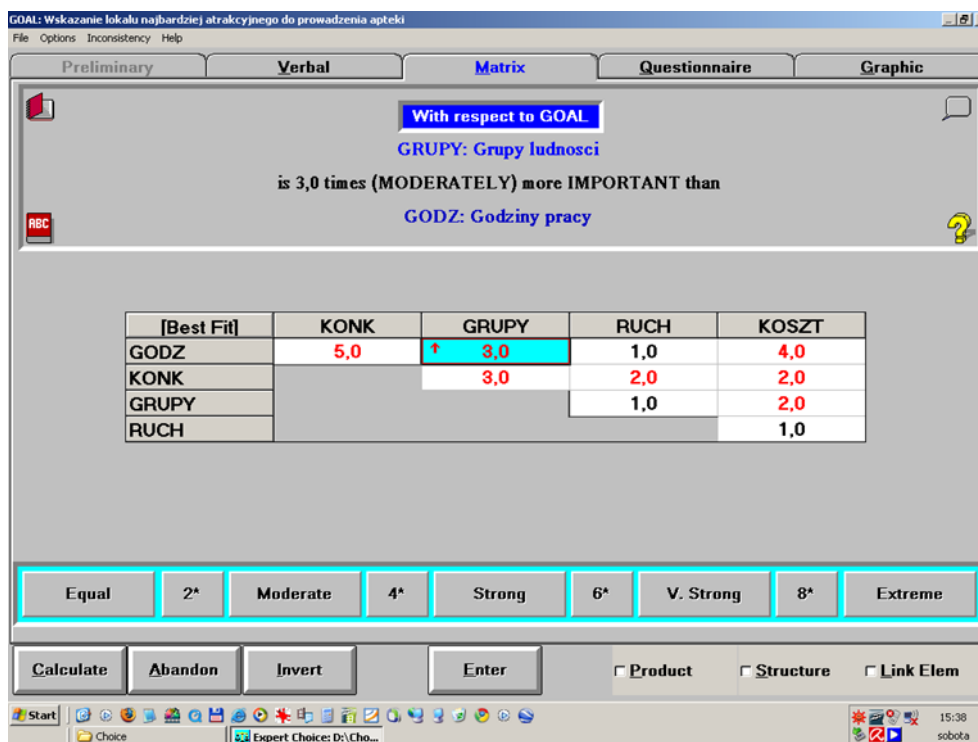 GOAL: Wskazanie lokalu najbardziej atrakcyjnego do prowadzenia apteki
File Options Inconsistency Help
Preliminary Verbal Matrix Questionnaire Graphic
With respect to GOAL
GRUPY: Grupy ludnosci
is 3,0 times (MODERATELY) more IMPORTANT than
ABC
GODZ: Godziny pracy
[Best Fit] KONK GRUPY RUCH KOSZT
GODZ 5,0 3,0 1,0 4,0
KONK 3,0 2,0 2,0
GRUPY 1,0 2,0
RUCH 1,0
Equal 2* Moderate 4* Strong 6* V. Strong 8* Extreme
Calculate Abandon Invert Enter Product Structure Link Elem
Start 15:38
Choice Expert Choice: D:\Cho... sobota